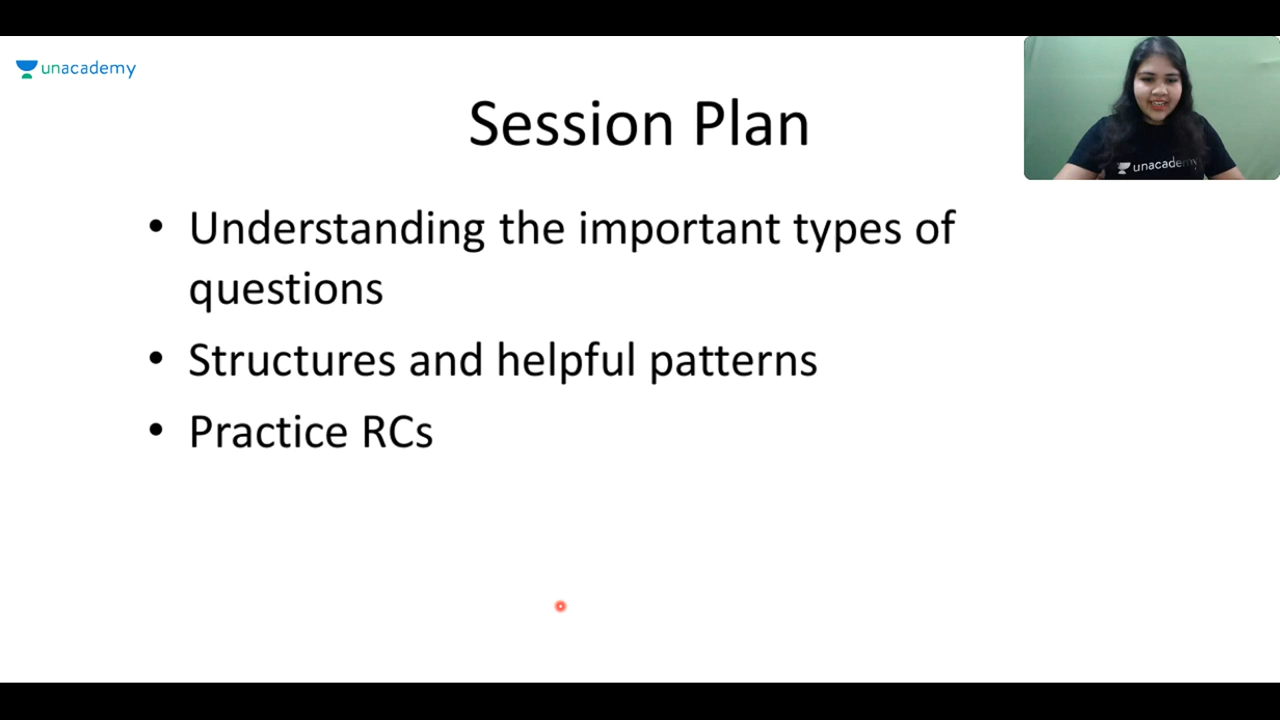 unacademy
Session Plan
unacademy
• Understanding the important types of
questions
• Structures and helpful patterns
• Practice RCs